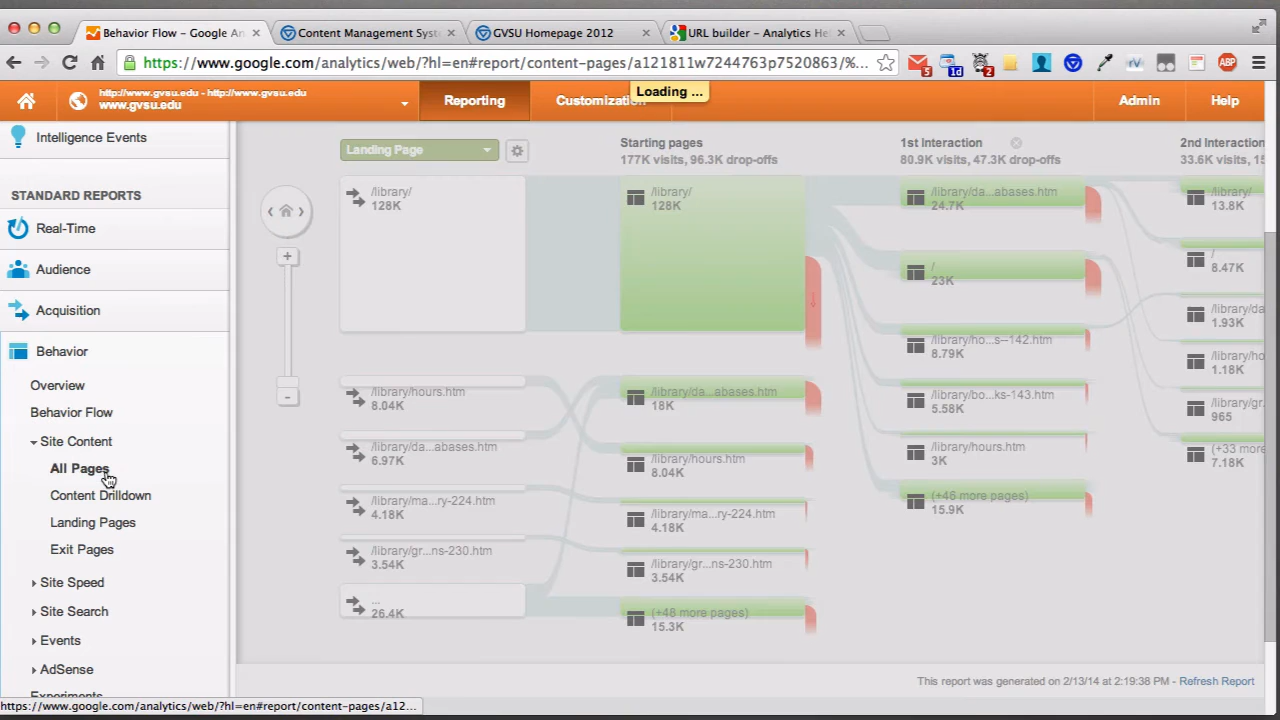 Behavior Flow – Google An
Content Management Syste
GVSU Homepage 2012
URL builder – Analytics He
https://www.google.com/analytics/web/?hl=en#report/content-pages/a121811w7244763p7520863/%...
5
1d
2
rV
ABP
http://www.gvsu.edu - http://www.gvsu.edu
www.gvsu.edu
Reporting
Customization
Loading ...
Admin
Help
Intelligence Events
STANDARD REPORTS
Real-Time
Audience
Acquisition
Behavior
Overview
Behavior Flow
Site Content
All Pages
Content Drilldown
Landing Pages
Exit Pages
Site Speed
Site Search
Events
AdSense
Experiments
https://www.google.com/analytics/web/?hl=en#report/content-pages/a12...
Landing Page
/library/
128K
/library/hours.htm
8.04K
/library/da...abases.htm
6.97K
/library/ma...ry-224.htm
4.18K
/library/gr...ns-230.htm
3.54K
...
26.4K
Starting pages
177K visits, 96.3K drop-offs
/library/
128K
/library/da...abases.htm
18K
/library/hours.htm
8.04K
/library/ma...ry-224.htm
4.18K
/library/gr...ns-230.htm
3.54K
(+48 more pages)
15.3K
1st Interaction
80.9K visits, 47.3K drop-offs
/library/da...abases.htm
24.7K
/
23K
/library/ho...s--142.htm
8.79K
/library/bo...ks-143.htm
5.58K
/library/hours.htm
3K
(+46 more pages)
15.9K
2nd Interaction
33.6K visits, 15
/library/
13.8K
/
8.47K
/library/da
1.93K
/library/ho
1.18K
/library/gr
965
(+33 more
7.18K
This report was generated on 2/13/14 at 2:19:38 PM - Refresh Report